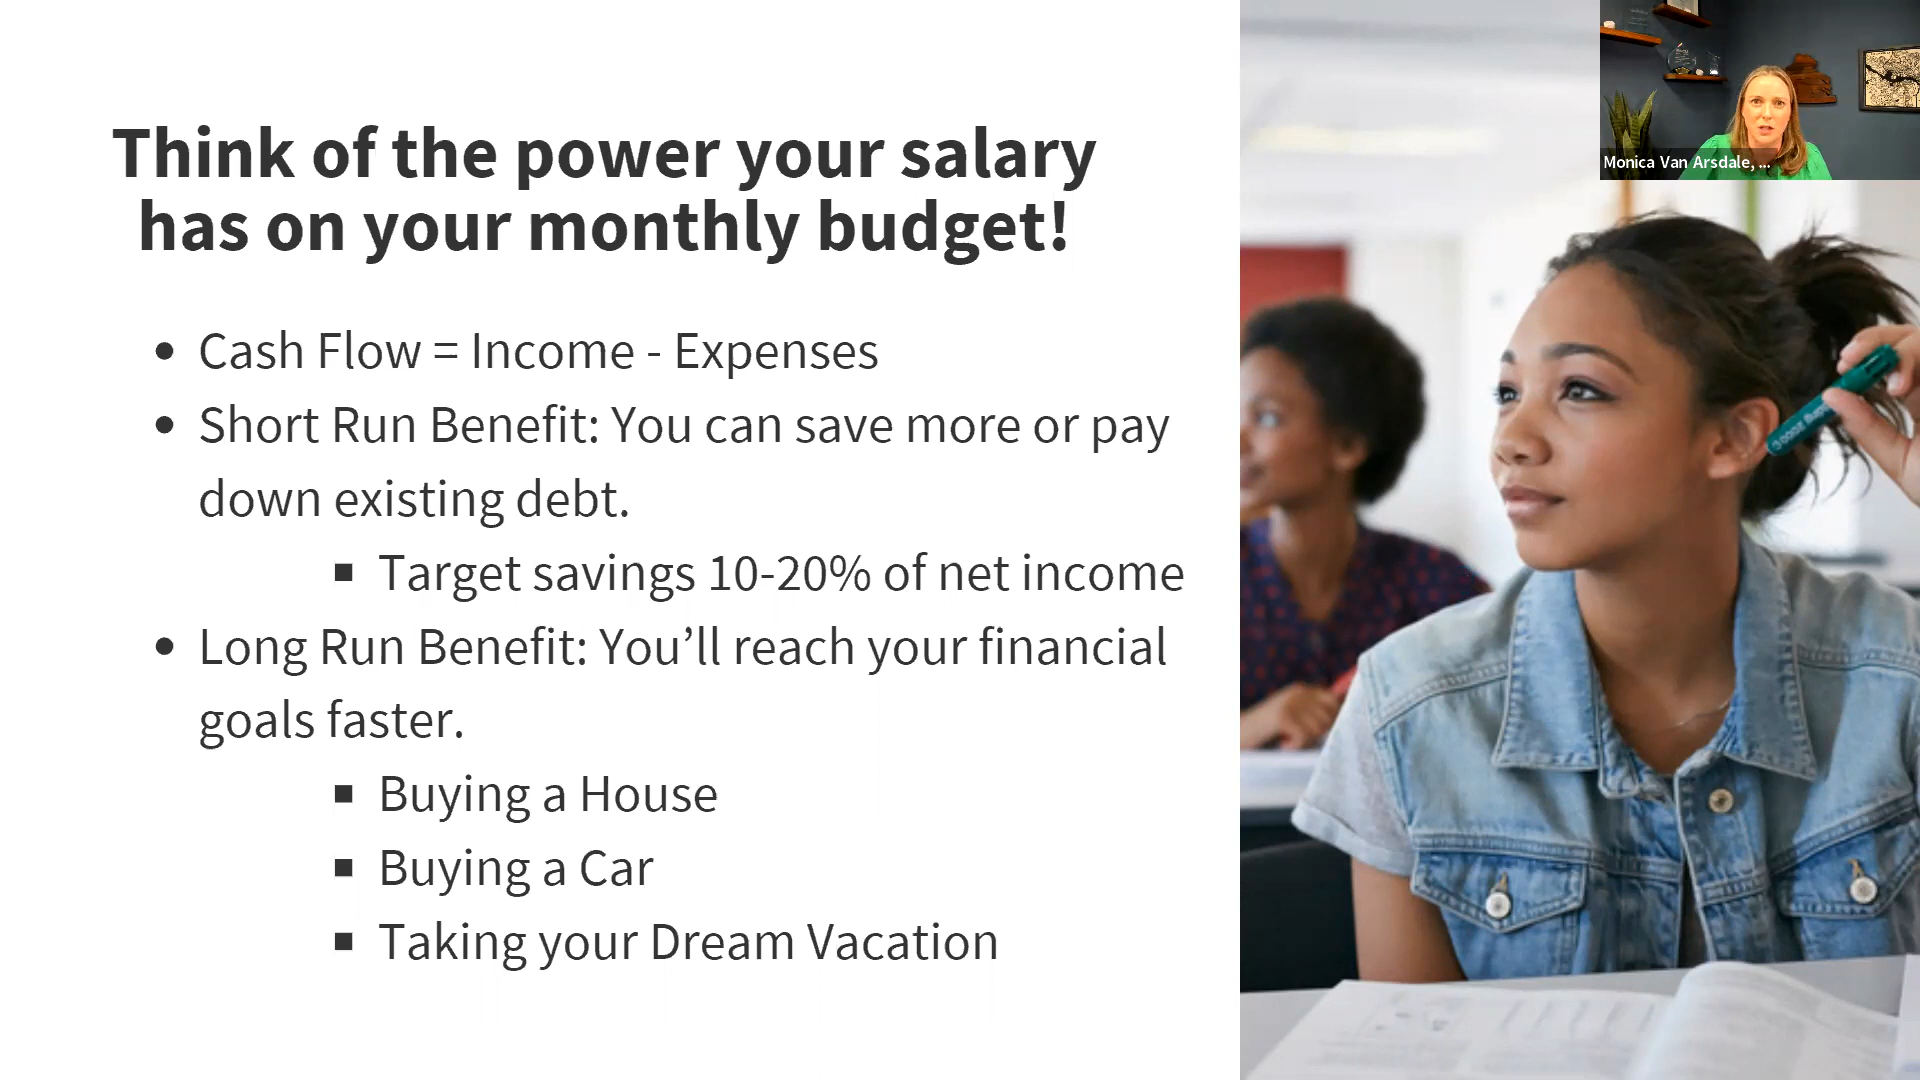 Think of the power your salary
has on your monthly budget!
• Cash Flow = Income - Expenses
• Short Run Benefit: You can save more or pay
down existing debt.
▪ Target savings 10-20% of net income
• Long Run Benefit: You’ll reach your financial
goals faster.
▪ Buying a House
▪ Buying a Car
▪ Taking your Dream Vacation
Monica Van Arsdale, ...